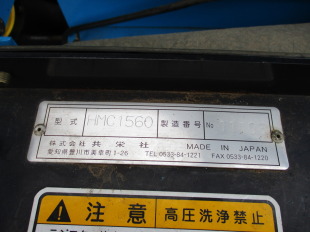 型式 HMC1560 製造番号 No
株式会社 共栄社 MADE IN JAPAN
愛知県豊川市美幸町1-26 TEL 0533-84-1221 FAX 0533-84-1220
注意 高圧洗浄禁止